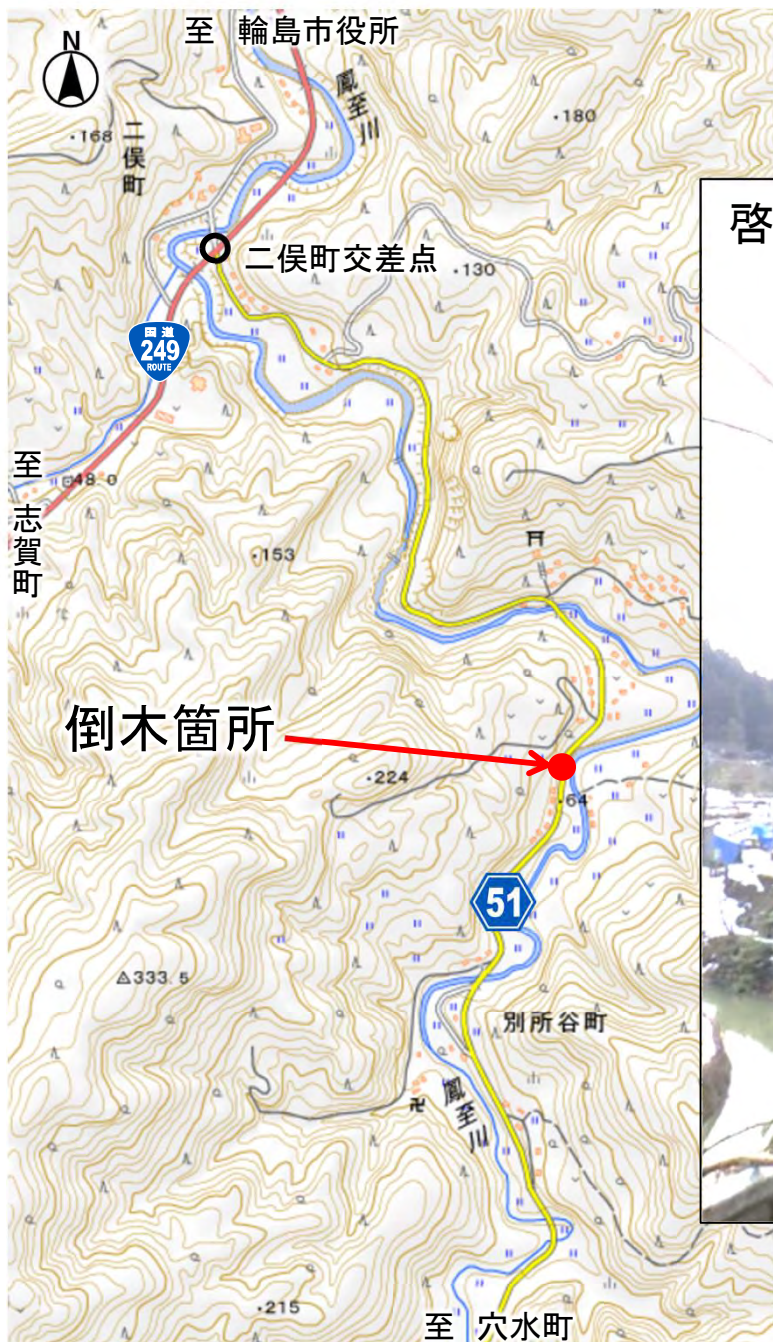 至 輪島市役所
N
鳳至川
・180
・168
二俣町
啓
二俣町交差点
・130
国道
249
ROUTE
至 志賀町
48.0
・153
倒木箇所
・224
・64
51
333.5
別所谷町
鳳至川
・215
至 穴水町